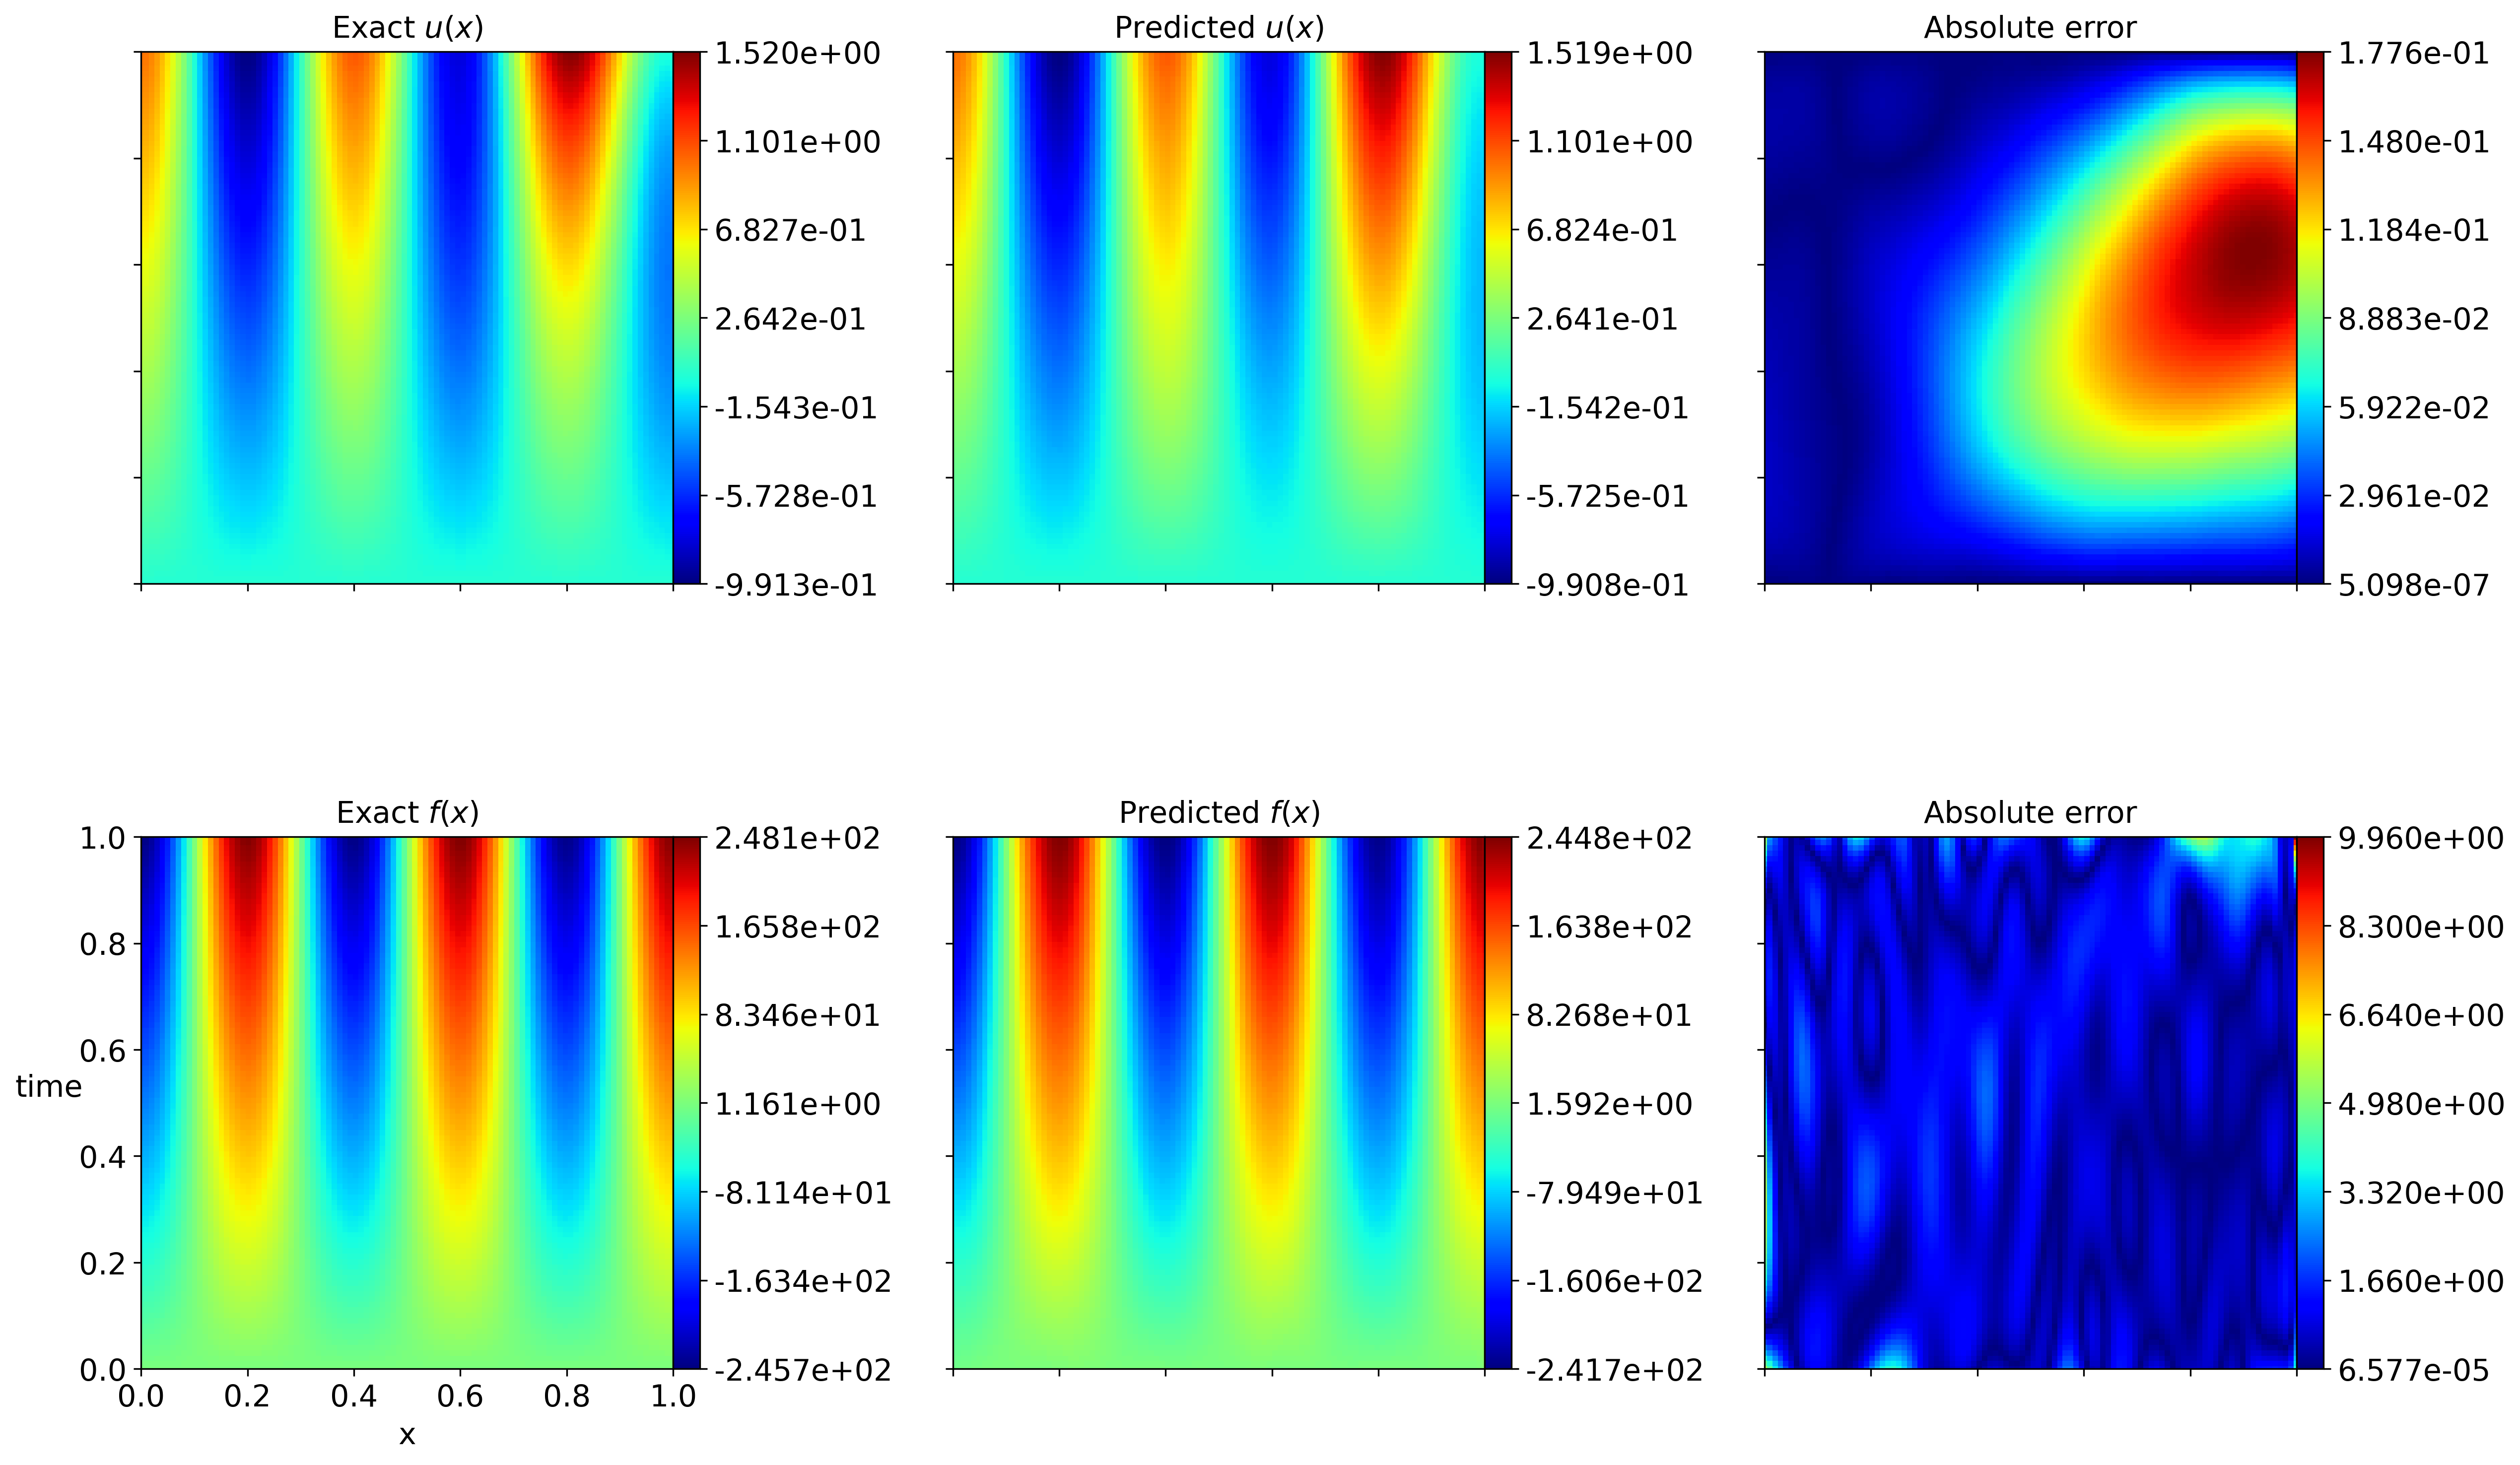 Exact u(x)
1.520e+00
1.101e+00
6.827e-01
2.642e-01
-1.543e-01
-5.728e-01
-9.913e-01
Predicted u(x)
1.519e+00
1.101e+00
6.824e-01
2.641e-01
-1.542e-01
-5.725e-01
-9.908e-01
Absolute error
1.776e-01
1.480e-01
1.184e-01
8.883e-02
5.922e-02
2.961e-02
5.098e-07
Exact f(x)
time
1.0
0.8
0.6
0.4
0.2
0.0
0.0 0.2 0.4 0.6 0.8 1.0
x
2.481e+02
1.658e+02
8.346e+01
1.161e+00
-8.114e+01
-1.634e+02
-2.457e+02
Predicted f(x)
2.448e+02
1.638e+02
8.268e+01
1.592e+00
-7.949e+01
-1.606e+02
-2.417e+02
Absolute error
9.960e+00
8.300e+00
6.640e+00
4.980e+00
3.320e+00
1.660e+00
6.577e-05